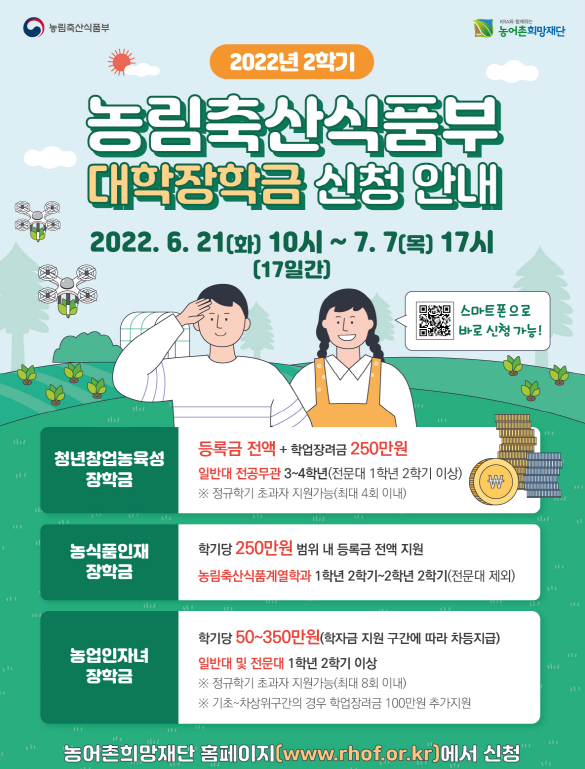 농림축산식품부
KRA와 함께하는
농어촌희망재단
2022년 2학기
농림축산식품부
대학장학금 신청 안내
2022. 6. 21(화) 10시 ~ 7. 7(목) 17시
(17일간)
스마트폰으로
바로 신청 가능!
청년창업농육성
장학금
등록금 전액 + 학업장려금 250만원
일반대 전공무관 3~4학년(전문대 1학년 2학기 이상)
※ 정규학기 초과자 지원가능(최대 4회 이내)
농식품인재
장학금
학기당 250만원 범위 내 등록금 전액 지원
농림축산식품계열학과 1학년 2학기~2학년 2학기(전문대 제외)
농업인자녀
장학금
학기당 50~350만원(학자금 지원 구간에 따라 차등지급)
일반대 및 전문대 1학년 2학기 이상
※ 정규학기 초과자 지원가능(최대 8회 이내)
※ 기초~차상위구간의 경우 학업장려금 100만원 추가지원
농어촌희망재단 홈페이지(www.rhof.or.kr)에서 신청